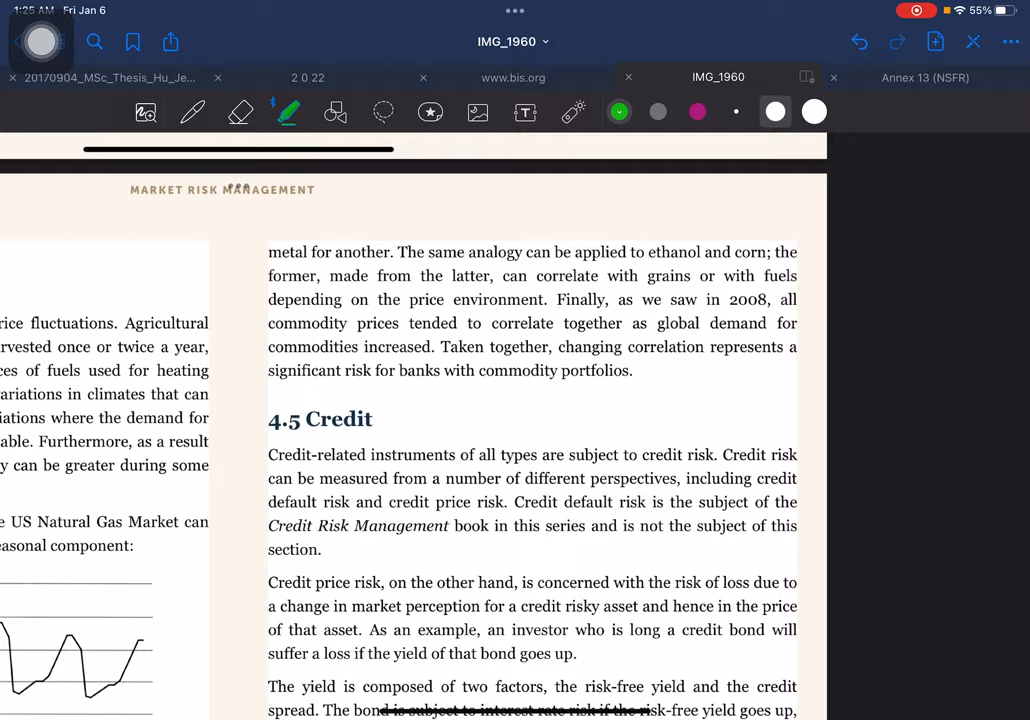 1:25 AM Fri Jan 6
55%
IMG_1960
20170904_MSc_Thesis_Hu_Je...
2 0 22
www.bis.org
IMG_1960
Annex 13 (NSFR)
MARKET RISK MANAGEMENT
rice fluctuations. Agricultural
rvested once or twice a year,
ces of fuels used for heating
variations in climates that can
iations where the demand for
able. Furthermore, as a result
y can be greater during some
e US Natural Gas Market can
easonal component:
metal for another. The same analogy can be applied to ethanol and corn; the
former, made from the latter, can correlate with grains or with fuels
depending on the price environment. Finally, as we saw in 2008, all
commodity prices tended to correlate together as global demand for
commodities increased. Taken together, changing correlation represents a
significant risk for banks with commodity portfolios.
4.5 Credit
Credit-related instruments of all types are subject to credit risk. Credit risk
can be measured from a number of different perspectives, including credit
default risk and credit price risk. Credit default risk is the subject of the
Credit Risk Management book in this series and is not the subject of this
section.
Credit price risk, on the other hand, is concerned with the risk of loss due to
a change in market perception for a credit risky asset and hence in the price
of that asset. As an example, an investor who is long a credit bond will
suffer a loss if the yield of that bond goes up.
The yield is composed of two factors, the risk-free yield and the credit
spread. The bond is subject to interest rate risk if the risk-free yield goes up,